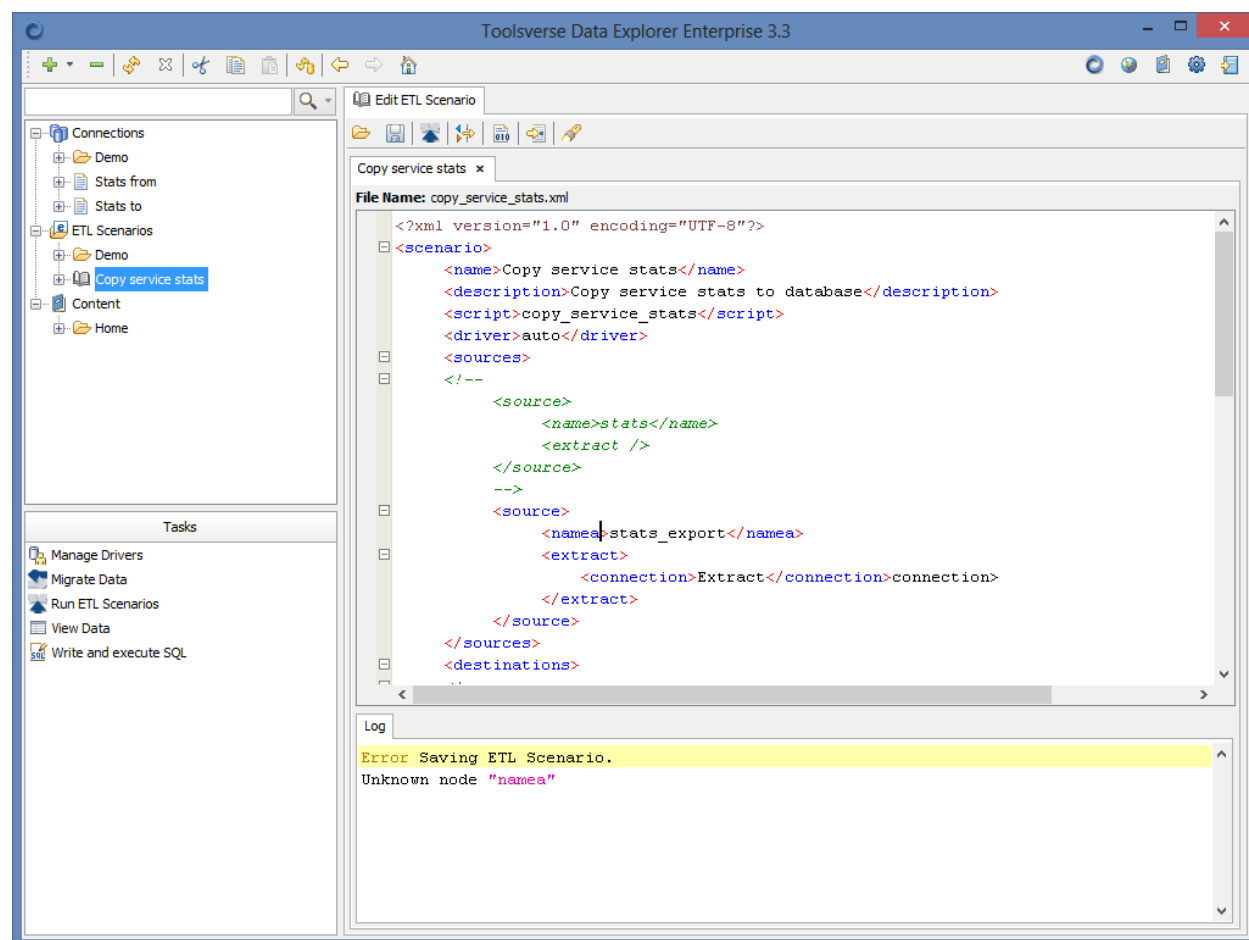 Toolsverse Data Explorer Enterprise 3.3
Connections
Demo
Stats from
Stats to
ETL Scenarios
Demo
Copy service stats
Content
Home
Tasks
Manage Drivers
Migrate Data
Run ETL Scenarios
View Data
Write and execute SQL
Edit ETL Scenario
Copy service stats
File Name: copy_service_stats.xml
<?xml version="1.0" encoding="UTF-8"?>
<scenario>
<name>Copy service stats</name>
<description>Copy service stats to database</description>
<script>copy_service_stats</script>
<driver>auto</driver>
<sources>
<!--
<source>
<name>stats</name>
<extract />
</source>
-->
<source>
<namea>stats_export</namea>
<extract>
<connection>Extract</connection>connection>
</extract>
</source>
</sources>
<destinations>
Log
Error Saving ETL Scenario.
Unknown node "namea"